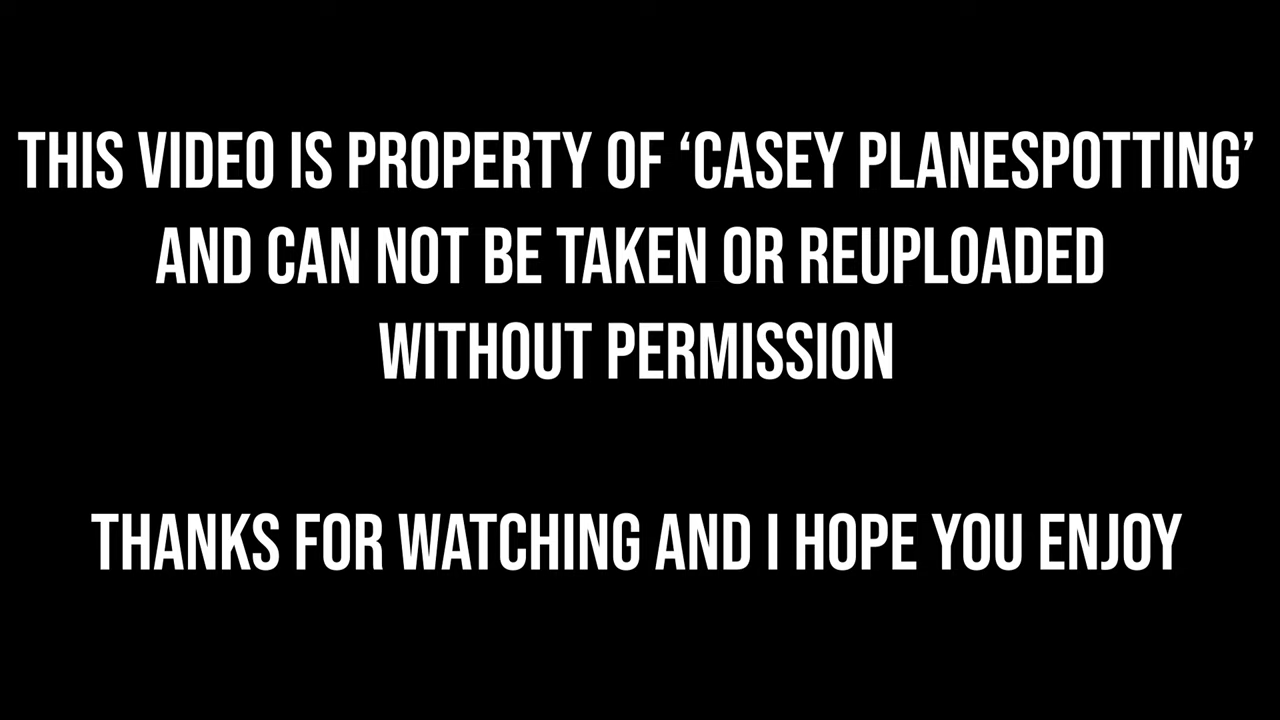 THIS VIDEO IS PROPERTY OF ‘CASEY PLANESPOTTING’
AND CAN NOT BE TAKEN OR REUPLOADED
WITHOUT PERMISSION
THANKS FOR WATCHING AND I HOPE YOU ENJOY